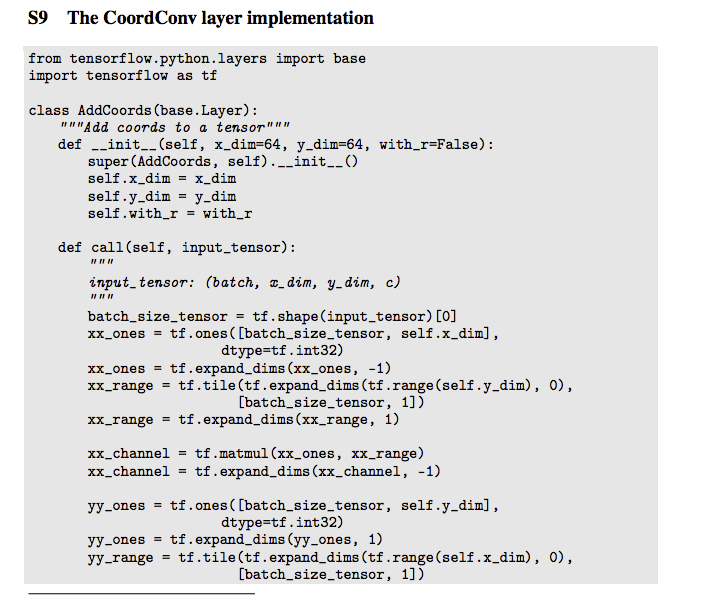 S9 The CoordConv layer implementation
from tensorflow.python.layers import base
import tensorflow as tf
class AddCoords(base.Layer):
"""Add coords to a tensor"""
def __init__(self, x_dim=64, y_dim=64, with_r=False):
super(AddCoords, self).__init__()
self.x_dim = x_dim
self.y_dim = y_dim
self.with_r = with_r
def call(self, input_tensor):
"""
input_tensor: (batch, x_dim, y_dim, c)
"""
batch_size_tensor = tf.shape(input_tensor)[0]
xx_ones = tf.ones([batch_size_tensor, self.x_dim],
dtype=tf.int32)
xx_ones = tf.expand_dims(xx_ones, -1)
xx_range = tf.tile(tf.expand_dims(tf.range(self.y_dim), 0),
[batch_size_tensor, 1])
xx_range = tf.expand_dims(xx_range, 1)
xx_channel = tf.matmul(xx_ones, xx_range)
xx_channel = tf.expand_dims(xx_channel, -1)
yy_ones = tf.ones([batch_size_tensor, self.y_dim],
dtype=tf.int32)
yy_ones = tf.expand_dims(yy_ones, 1)
yy_range = tf.tile(tf.expand_dims(tf.range(self.x_dim), 0),
[batch_size_tensor, 1])